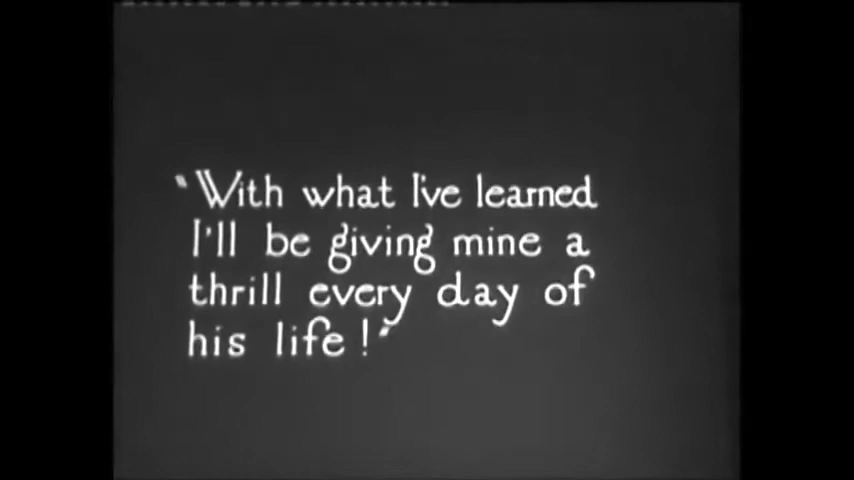 "With what I've learned
I'll be giving mine a
thrill every day of
his life!"